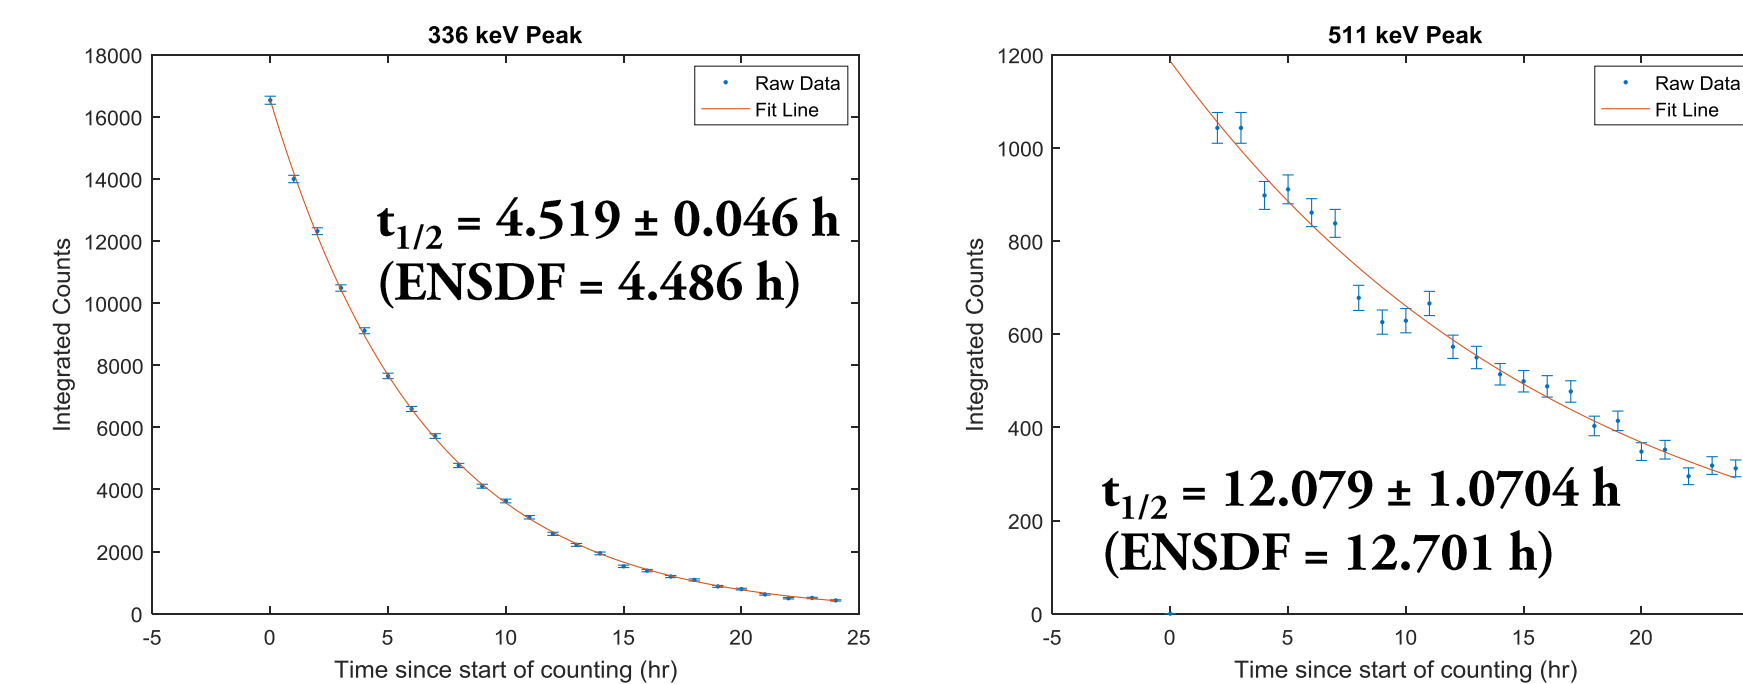 336 keV Peak
18000
16000
14000
12000
10000
8000
6000
4000
2000
0
Integrated Counts
Raw Data
Fit Line
t1/2 = 4.519 ± 0.046 h
(ENSDF = 4.486 h)
-5 0 5 10 15 20 25
Time since start of counting (hr)
511 keV Peak
1200
1000
800
600
400
200
0
Integrated Counts
Raw Data
Fit Line
t1/2 = 12.079 ± 1.0704 h
(ENSDF = 12.701 h)
-5 0 5 10 15 20
Time since start of counting (hr)